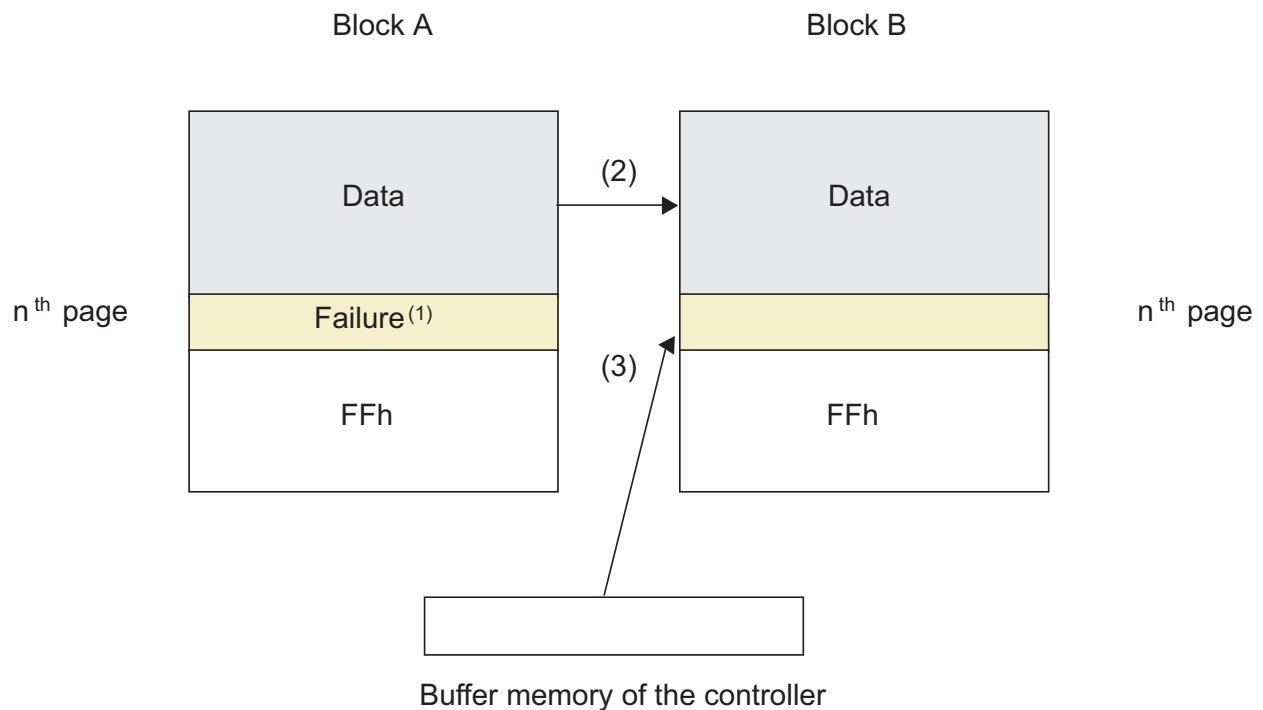 Block A
Block B
Data
(2)
Data
n th page
Failure (1)
n th page
(3)
FFh
FFh
Buffer memory of the controller